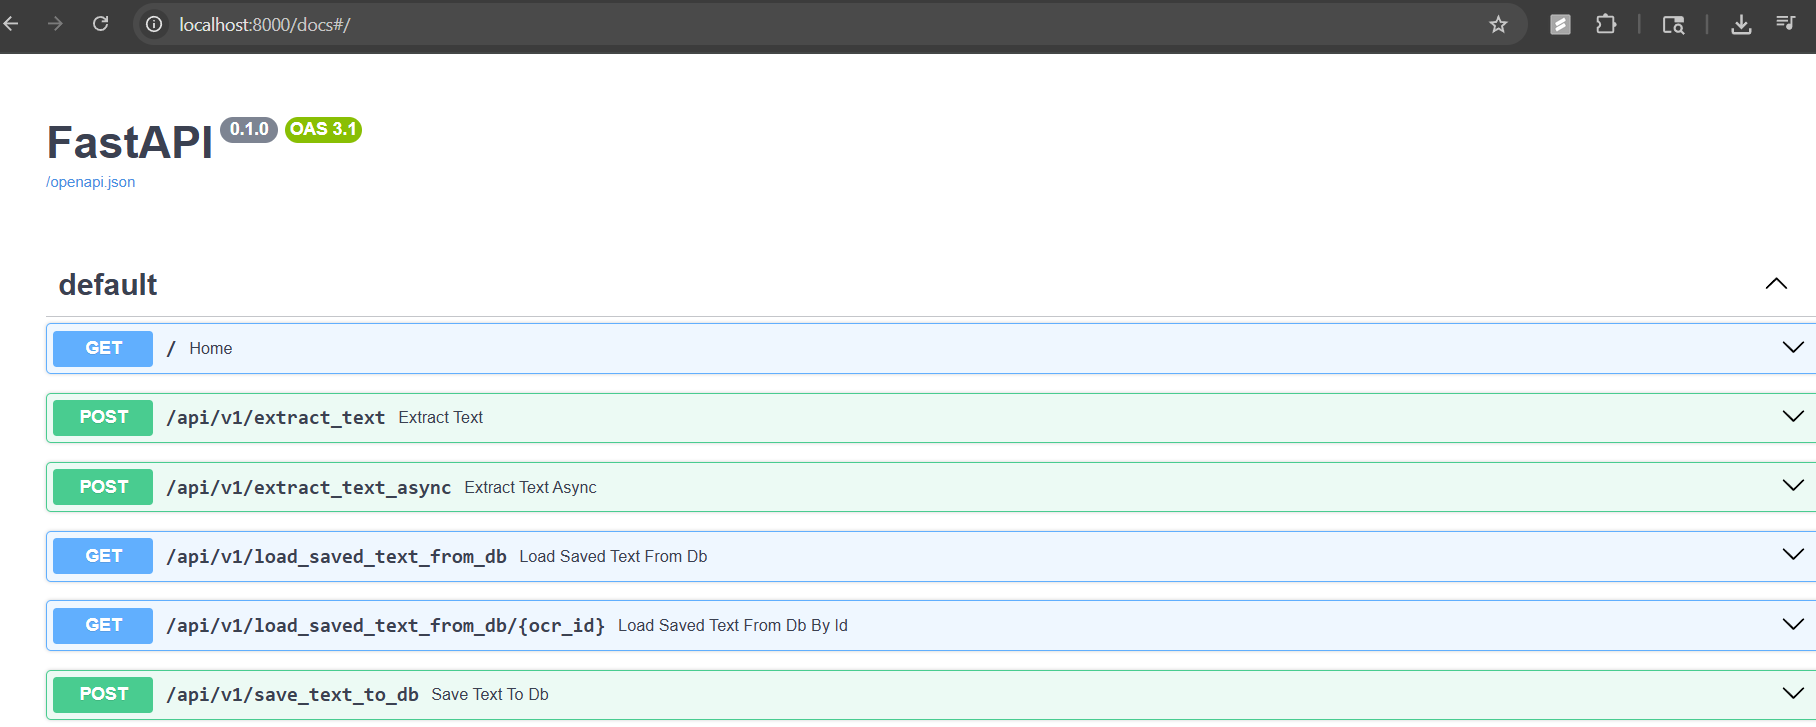 localhost:8000/docs#/
FastAPI 0.1.0 OAS 3.1
/openapi.json
default
GET / Home
POST /api/v1/extract_text Extract Text
POST /api/v1/extract_text_async Extract Text Async
GET /api/v1/load_saved_text_from_db Load Saved Text From Db
GET /api/v1/load_saved_text_from_db/{ocr_id} Load Saved Text From Db By Id
POST /api/v1/save_text_to_db Save Text To Db